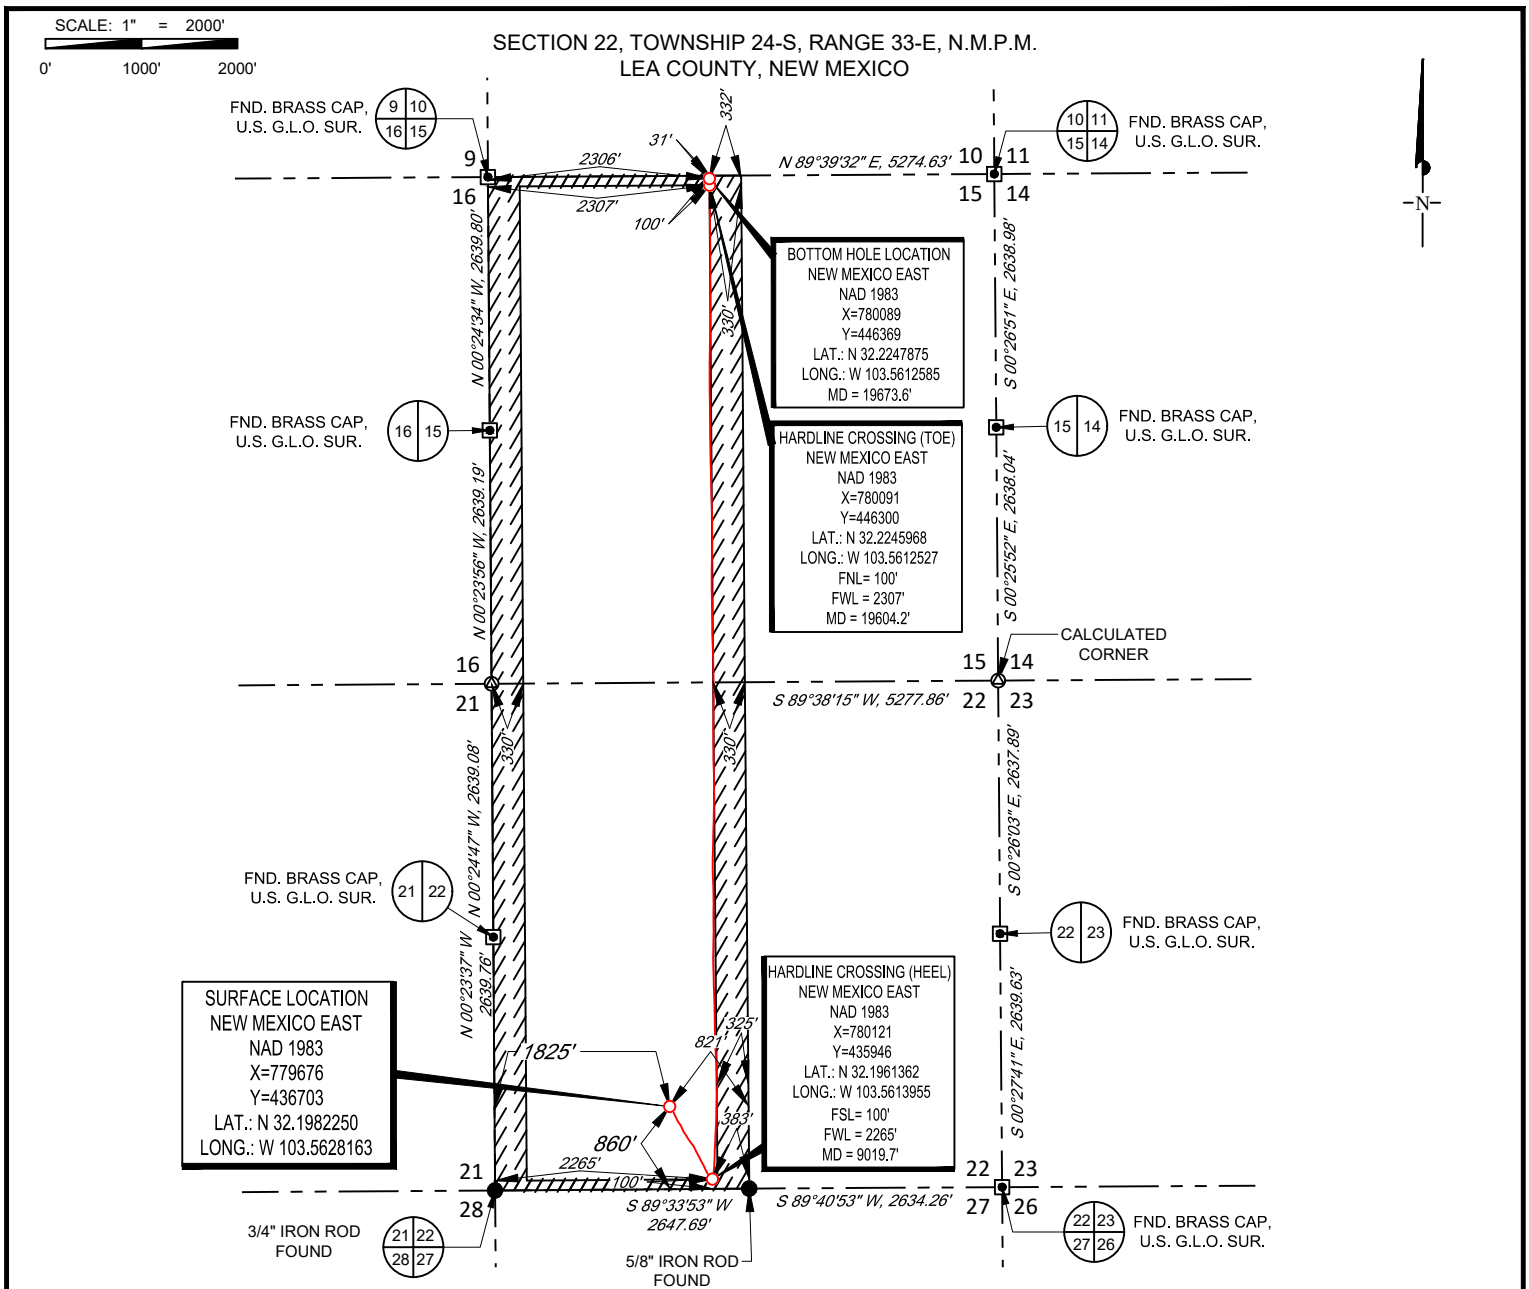 SCALE: 1" = 2000'
0' 1000' 2000'
SECTION 22, TOWNSHIP 24-S, RANGE 33-E, N.M.P.M.
LEA COUNTY, NEW MEXICO
FND. BRASS CAP,
U.S. G.L.O. SUR.
9 10
16 15
332'
31'
2306'
N 89°39'32" E, 5274.63'
10 11
15 14
FND. BRASS CAP,
U.S. G.L.O. SUR.
9
16
10 11
15 14
2307'
100'
N
N 00°24'34" W, 2639.80'
S 00°26'51" E, 2638.98'
330'
BOTTOM HOLE LOCATION
NEW MEXICO EAST
NAD 1983
X=780089
Y=446369
LAT.: N 32.2247875
LONG.: W 103.5612585
MD = 19673.6'
FND. BRASS CAP,
U.S. G.L.O. SUR.
16 15
15 14
FND. BRASS CAP,
U.S. G.L.O. SUR.
HARDLINE CROSSING (TOE)
NEW MEXICO EAST
NAD 1983
X=780091
Y=446300
LAT.: N 32.2245968
LONG.: W 103.5612527
FNL= 100'
FWL = 2307'
MD = 19604.2'
N 00°23'56" W, 2639.19'
S 00°25'52" E, 2638.04'
CALCULATED
CORNER
16
21
15 14
22 23
S 89°38'15" W, 5277.86'
330'
330'
N 00°24'47" W, 2639.08'
S 00°26'03" E, 2637.89'
FND. BRASS CAP,
U.S. G.L.O. SUR.
21 22
22 23
FND. BRASS CAP,
U.S. G.L.O. SUR.
N 00°23'37" W
2639.76'
S 00°27'41" E, 2639.63'
SURFACE LOCATION
NEW MEXICO EAST
NAD 1983
X=779676
Y=436703
LAT.: N 32.1982250
LONG.: W 103.5628163
HARDLINE CROSSING (HEEL)
NEW MEXICO EAST
NAD 1983
X=780121
Y=435946
LAT.: N 32.1961362
LONG.: W 103.5613955
FSL= 100'
FWL = 2265'
MD = 9019.7'
325'
821'
1825'
383'
860'
2265'
100'
21
28
22 23
27 26
S 89°33'53" W
2647.69'
S 89°40'53" W, 2634.26'
3/4" IRON ROD
FOUND
21 22
28 27
5/8" IRON ROD
FOUND
22 23
27 26
FND. BRASS CAP,
U.S. G.L.O. SUR.